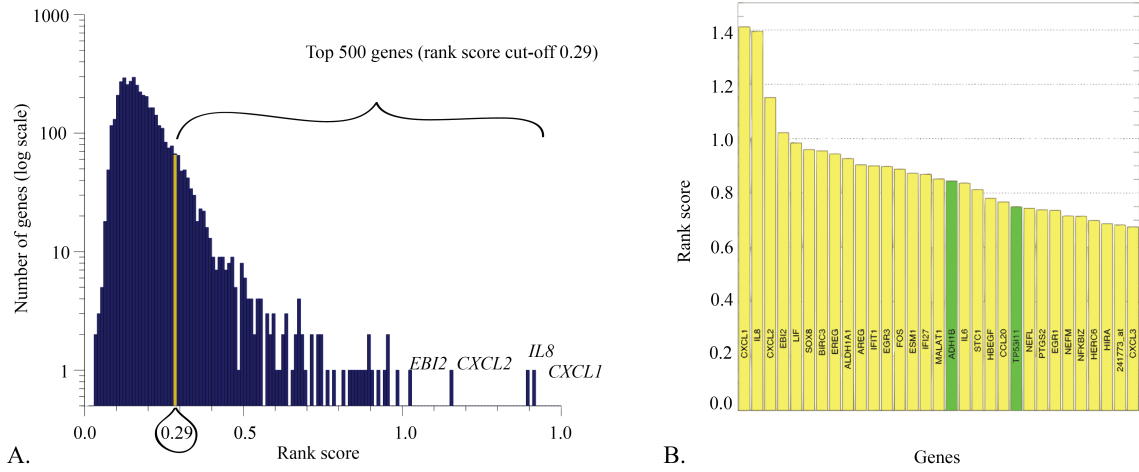 1000
100
10
1
Number of genes (log scale)
Top 500 genes (rank score cut-off 0.29)
EBI2 CXCL2 IL8
CXCL1
0.0 0.29 0.5 1.0 1.0
Rank score
A.
1.4
1.2
1.0
0.8
0.6
0.4
0.2
0.0
Rank score
CXCL1
IL8
CXCL2
EBI2
LIF
SOX8
BIRC3
EREG
ALDH1A1
AREG
IFIT1
EGR3
FOS
ESM1
IFI27
MALAT1
ADH1B
IL6
STC1
HBEGF
CCL20
TP53I11
NEFL
PTGS2
EGR1
NEFM
NFKBIZ
HERC6
HIRA
241773_at
CXCL3
B.
Genes